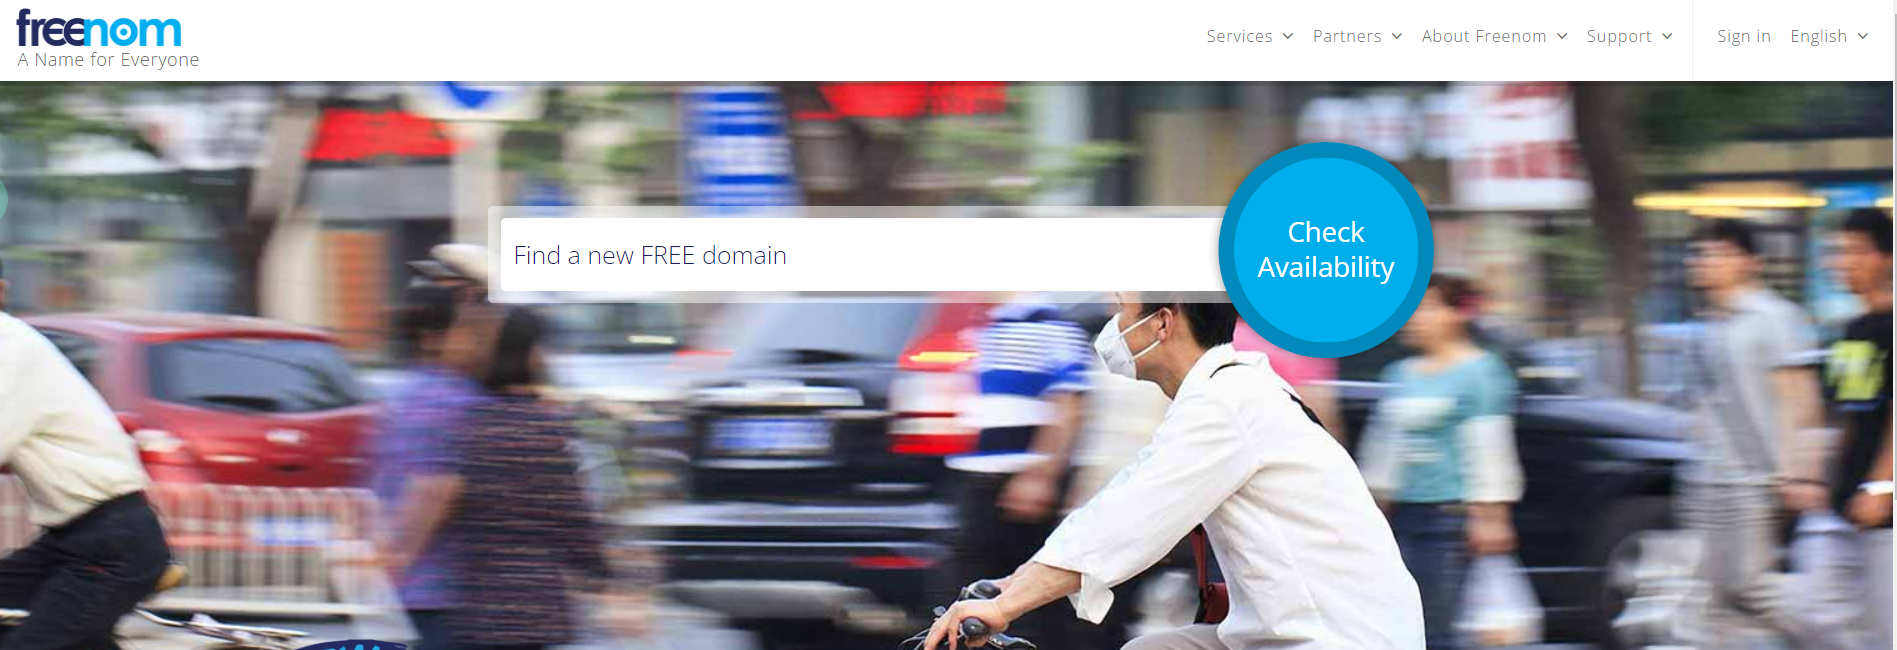 freenom
A Name for Everyone
Services
Partners
About Freenom
Support
Sign in
English
Find a new FREE domain
Check
Availability